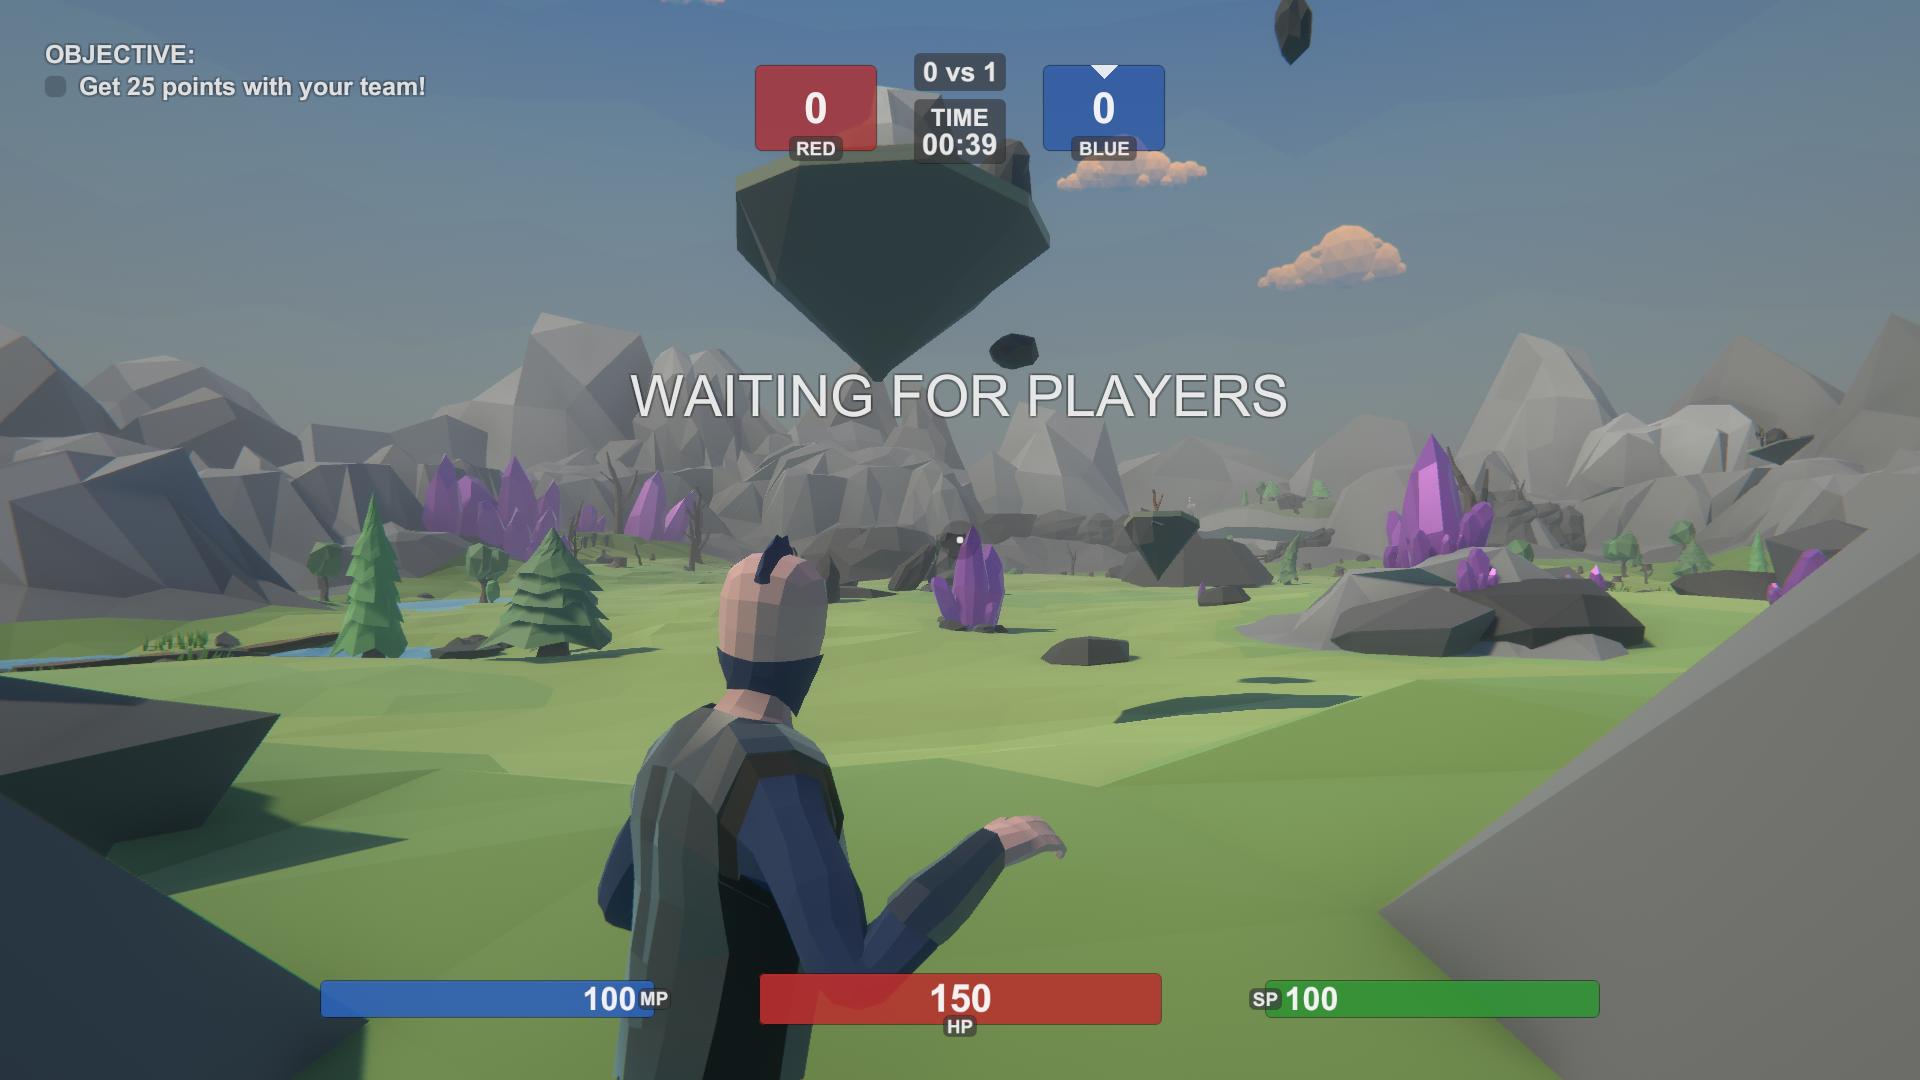 OBJECTIVE:
Get 25 points with your team!
0
RED
0 vs 1
TIME
00:39
0
BLUE
WAITING FOR PLAYERS
100 MP
150
HP
SP 100